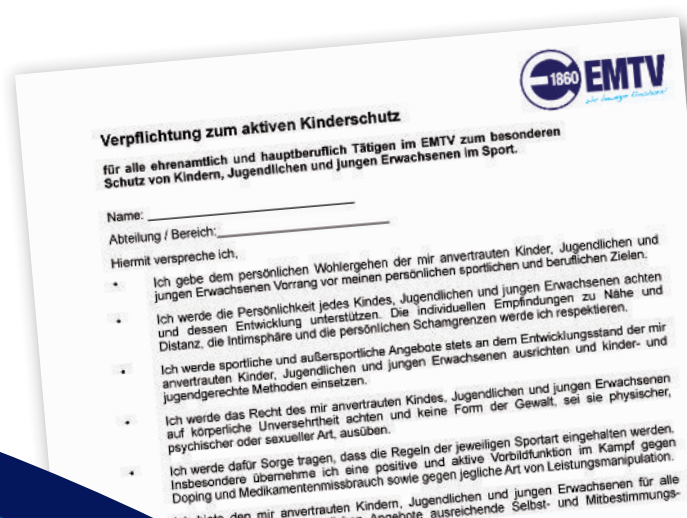 1860 EMTV
wir bewegen Elmshorn!
Verpflichtung zum aktiven Kinderschutz
für alle ehrenamtlich und hauptberuflich Tätigen im EMTV zum besonderen
Schutz von Kindern, Jugendlichen und jungen Erwachsenen im Sport.
Name:
Abteilung / Bereich:
Hiermit verspreche ich,
• Ich gebe dem persönlichen Wohlergehen der mir anvertrauten Kinder, Jugendlichen und
jungen Erwachsenen Vorrang vor meinen persönlichen sportlichen und beruflichen Zielen.
• Ich werde die Persönlichkeit jedes Kindes, Jugendlichen und jungen Erwachsenen achten
und dessen Entwicklung unterstützen. Die individuellen Empfindungen zu Nähe und
Distanz, die Intimsphäre und die persönlichen Schamgrenzen werde ich respektieren.
• Ich werde sportliche und außersportliche Angebote stets an dem Entwicklungsstand der mir
anvertrauten Kinder, Jugendlichen und jungen Erwachsenen ausrichten und kinder- und
jugendgerechte Methoden einsetzen.
• Ich werde das Recht des mir anvertrauten Kindes, Jugendlichen und jungen Erwachsenen
auf körperliche Unversehrtheit achten und keine Form der Gewalt, sei sie physischer,
psychischer oder sexueller Art, ausüben.
• Ich werde dafür Sorge tragen, dass die Regeln der jeweiligen Sportart eingehalten werden.
Insbesondere übernehme ich eine positive und aktive Vorbildfunktion im Kampf gegen
Doping und Medikamentenmissbrauch sowie gegen jegliche Art von Leistungsmanipulation.
den mir anvertrauten Kindern, Jugendlichen und jungen Erwachsenen für alle
Angebote ausreichende Selbst- und Mitbestimmungs-